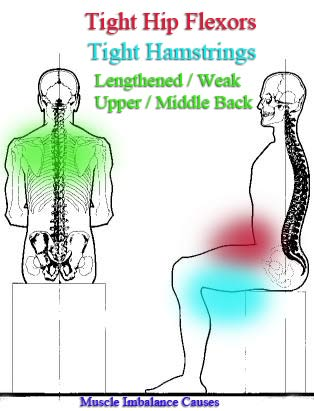 Tight Hip Flexors
Tight Hamstrings
Lengthened / Weak
Upper / Middle Back
Muscle Imbalance Causes